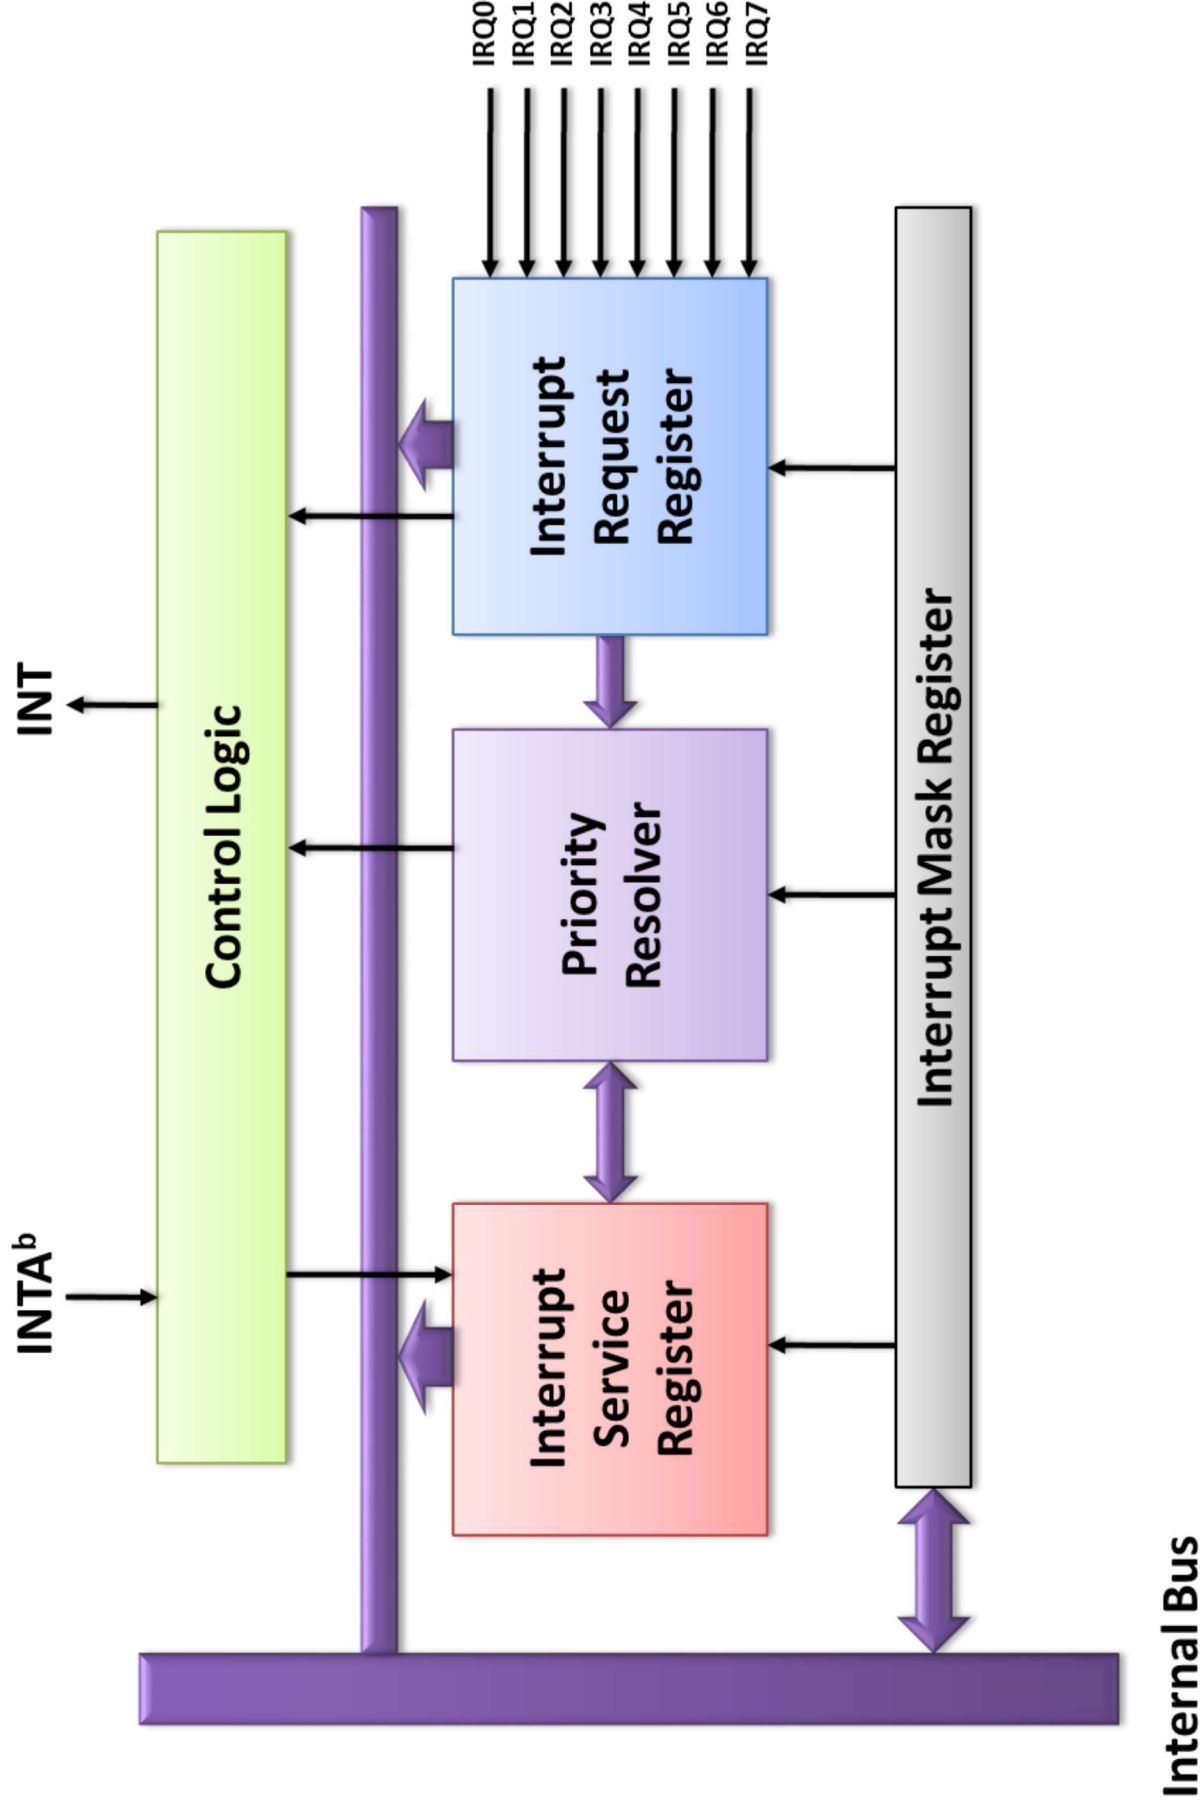 INTAᵇ
INT
Control Logic
Interrupt
Service
Register
Priority
Resolver
Interrupt
Request
Register
IRQ0
IRQ1
IRQ2
IRQ3
IRQ4
IRQ5
IRQ6
IRQ7
Interrupt Mask Register
Internal Bus